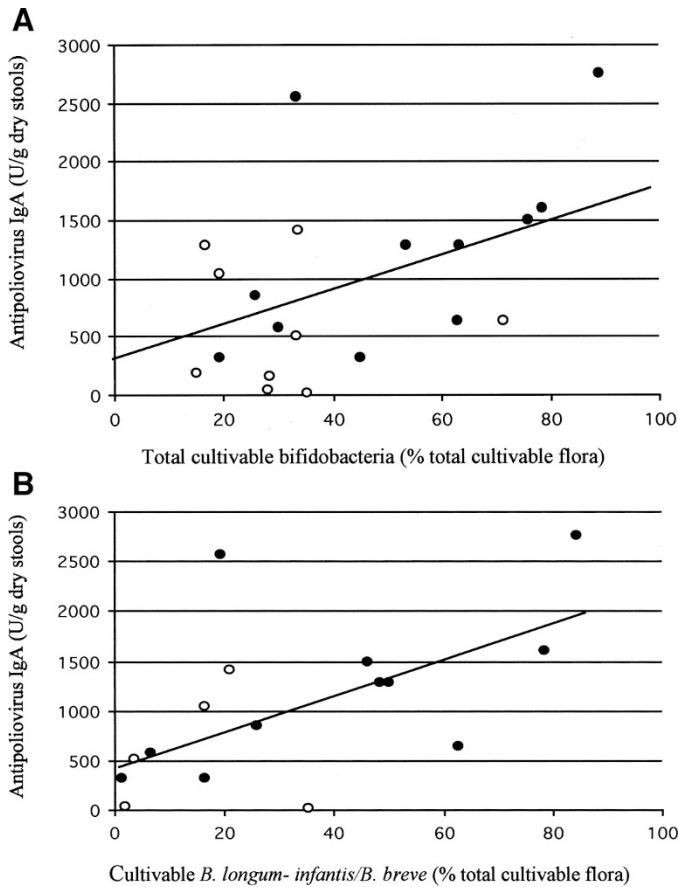 A
Antipoliovirus IgA (U/g dry stools)
3000
2500
2000
1500
1000
500
0
0 20 40 60 80 100
Total cultivable bifidobacteria (% total cultivable flora)
B
Antipoliovirus IgA (U/g dry stools)
3000
2500
2000
1500
1000
500
0
0 20 40 60 80 100
Cultivable B. longum- infantis/B. breve (% total cultivable flora)